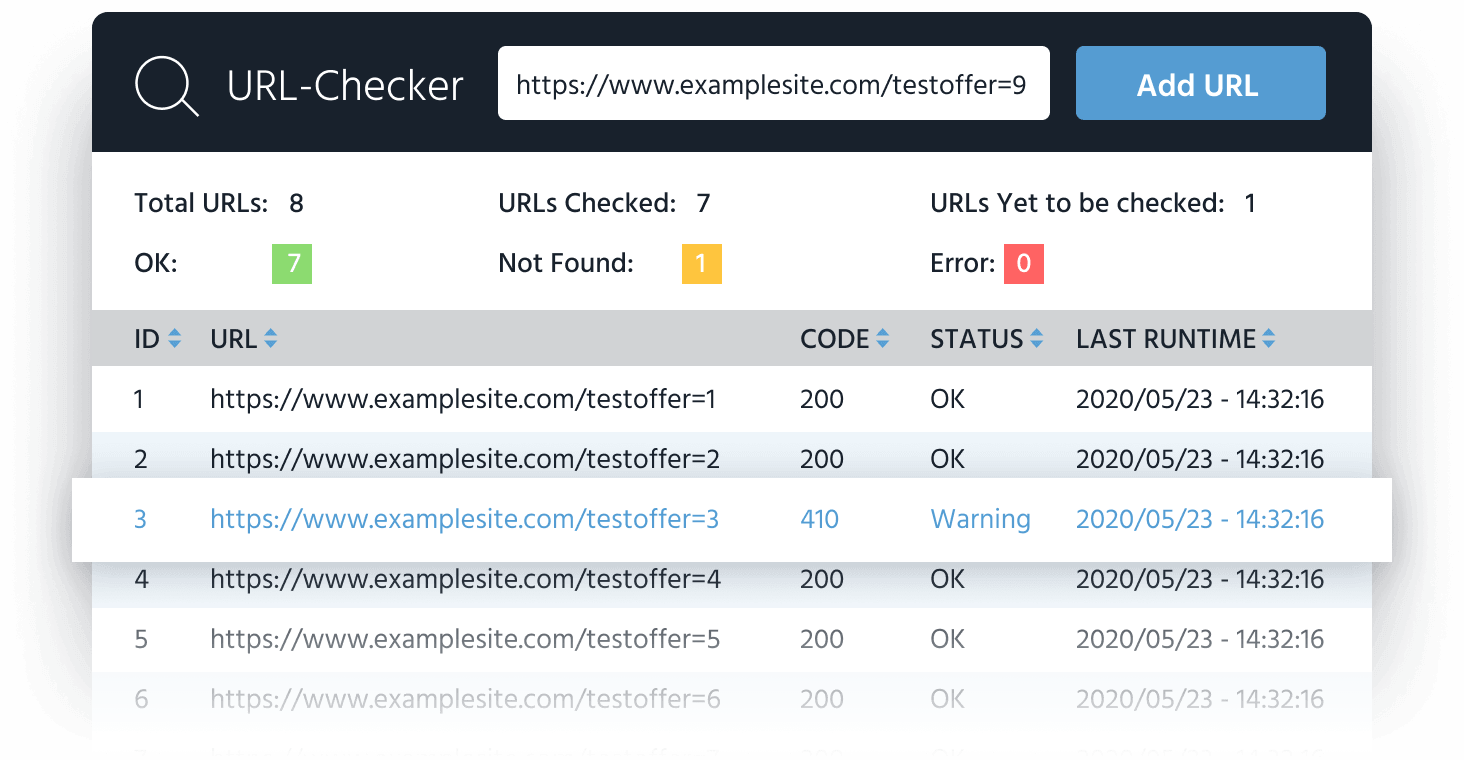 URL-Checker https://www.examplesite.com/testoffer=9 Add URL
Total URLs: 8 URLs Checked: 7 URLs Yet to be checked: 1
OK: 7 Not Found: 1 Error: 0
ID URL CODE STATUS LAST RUNTIME
1 https://www.examplesite.com/testoffer=1 200 OK 2020/05/23 - 14:32:16
2 https://www.examplesite.com/testoffer=2 200 OK 2020/05/23 - 14:32:16
3 https://www.examplesite.com/testoffer=3 410 Warning 2020/05/23 - 14:32:16
4 https://www.examplesite.com/testoffer=4 200 OK 2020/05/23 - 14:32:16
5 https://www.examplesite.com/testoffer=5 200 OK 2020/05/23 - 14:32:16
6 https://www.examplesite.com/testoffer=6 200 OK 2020/05/23 - 14:32:16